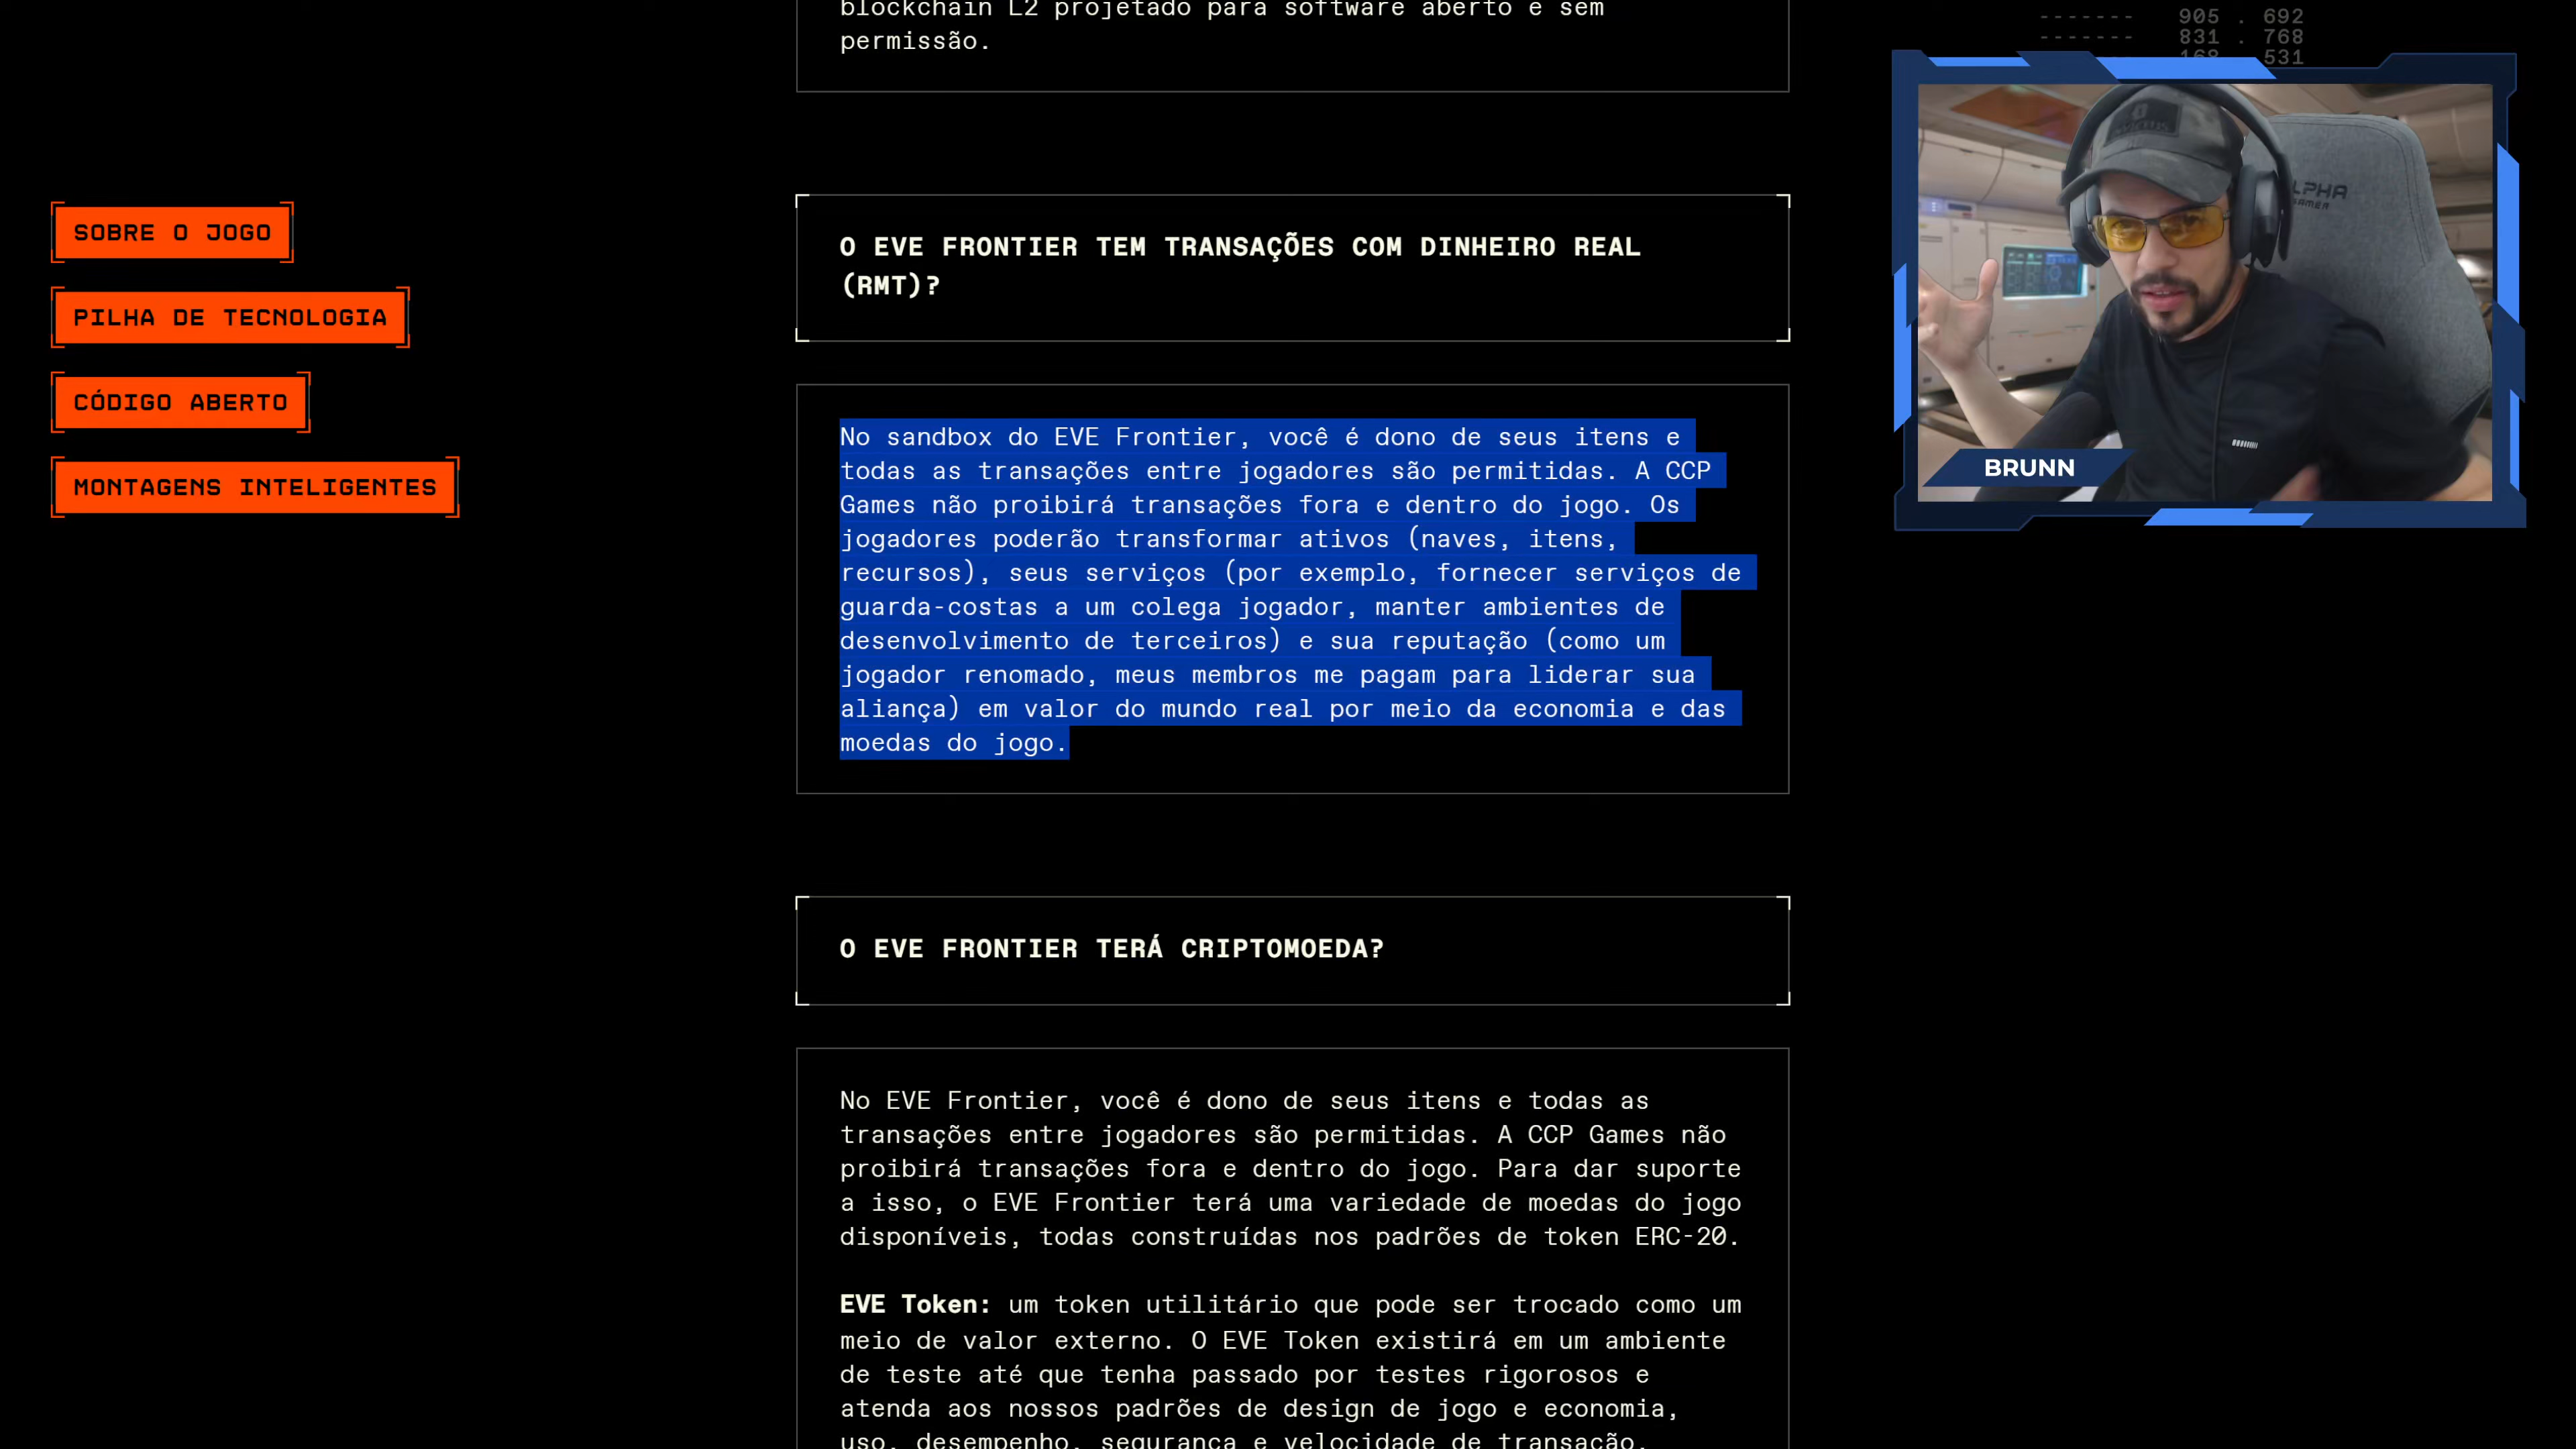 blockchain L2 projetado para software aberto e sem
permissão.
------- 905 . 692
------- 831 . 768
531
SOBRE O JOGO
PILHA DE TECNOLOGIA
CÓDIGO ABERTO
MONTAGENS INTELIGENTES
O EVE FRONTIER TEM TRANSAÇÕES COM DINHEIRO REAL
(RMT)?
No sandbox do EVE Frontier, você é dono de seus itens e
todas as transações entre jogadores são permitidas. A CCP
Games não proibirá transações fora e dentro do jogo. Os
jogadores poderão transformar ativos (naves, itens,
recursos), seus serviços (por exemplo, fornecer serviços de
guarda-costas a um colega jogador, manter ambientes de
desenvolvimento de terceiros) e sua reputação (como um
jogador renomado, meus membros me pagam para liderar sua
aliança) em valor do mundo real por meio da economia e das
moedas do jogo.
BRUNN
O EVE FRONTIER TERÁ CRIPTOMOEDA?
No EVE Frontier, você é dono de seus itens e todas as
transações entre jogadores são permitidas. A CCP Games não
proibirá transações fora e dentro do jogo. Para dar suporte
a isso, o EVE Frontier terá uma variedade de moedas do jogo
disponíveis, todas construídas nos padrões de token ERC-20.
EVE Token: um token utilitário que pode ser trocado como um
meio de valor externo. O EVE Token existirá em um ambiente
de teste até que tenha passado por testes rigorosos e
atenda aos nossos padrões de design de jogo e economia,
uso, desempenho, segurança e velocidade de transação.